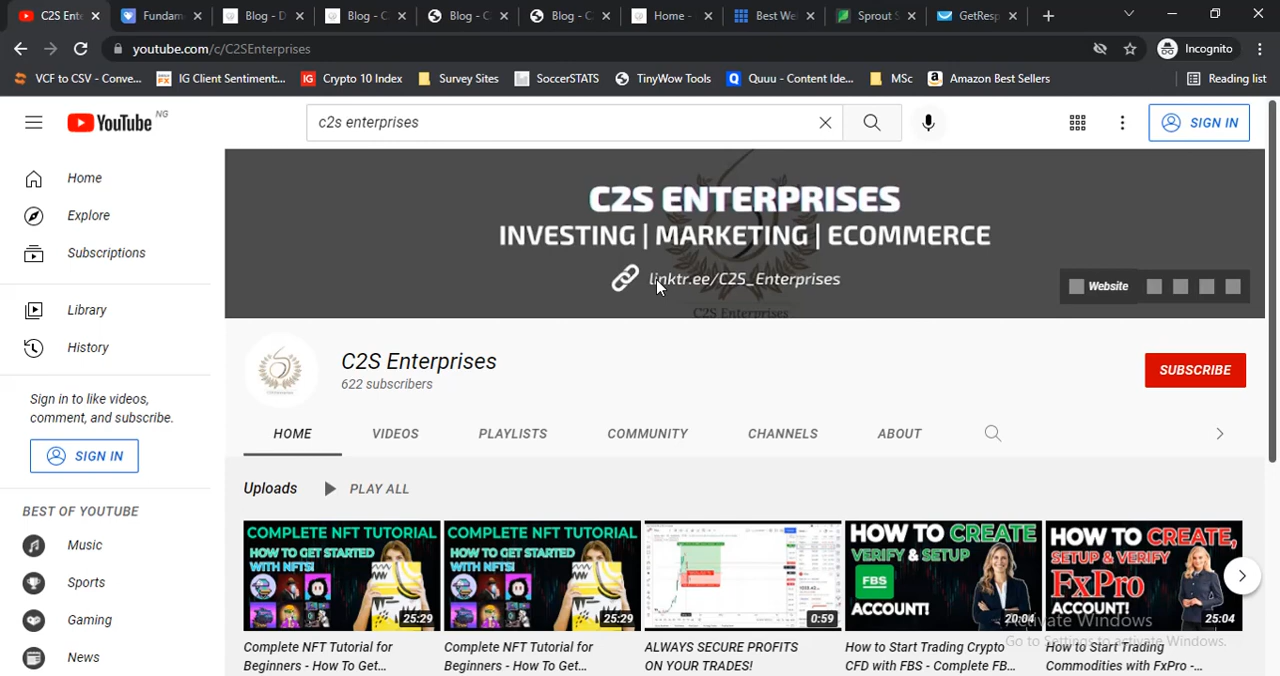 C2S Ent
Fundam
Blog - D
Blog - C
Blog - C
Blog - C
Home -
Best We
Sprout S
GetResp
youtube.com/c/C2SEnterprises
Incognito
VCF to CSV - Conve...
IG Client Sentiment:...
IG Crypto 10 Index
Survey Sites
SoccerSTATS
TinyWow Tools
Quuu - Content Ide...
MSc
Amazon Best Sellers
Reading list
YouTube NG
c2s enterprises
SIGN IN
Home
Explore
Subscriptions
Library
History
Sign in to like videos,
comment, and subscribe.
SIGN IN
BEST OF YOUTUBE
Music
Sports
Gaming
News
C2S ENTERPRISES
INVESTING | MARKETING | ECOMMERCE
linktr.ee/C2S_Enterprises
C2S Enterprises
Website
C2S Enterprises
622 subscribers
SUBSCRIBE
HOME
VIDEOS
PLAYLISTS
COMMUNITY
CHANNELS
ABOUT
Uploads
PLAY ALL
COMPLETE NFT TUTORIAL
HOW TO GET
STARTED
WITH NFTS!
25:29
COMPLETE NFT TUTORIAL
HOW TO GET
STARTED
WITH NFTS!
25:29
0:59
HOW TO CREATE
VERIFY & SETUP
FBS
ACCOUNT!
20:04
HOW TO CREATE,
SETUP & VERIFY
FxPro
ACCOUNT!
25:04
Complete NFT Tutorial for
Beginners - How To Get...
Complete NFT Tutorial for
Beginners - How To Get...
ALWAYS SECURE PROFITS
ON YOUR TRADES!
How to Start Trading Crypto
CFD with FBS - Complete FB...
How to Start Trading
Commodities with FxPro -...
Activate Windows
Go to Settings to activate Windows.